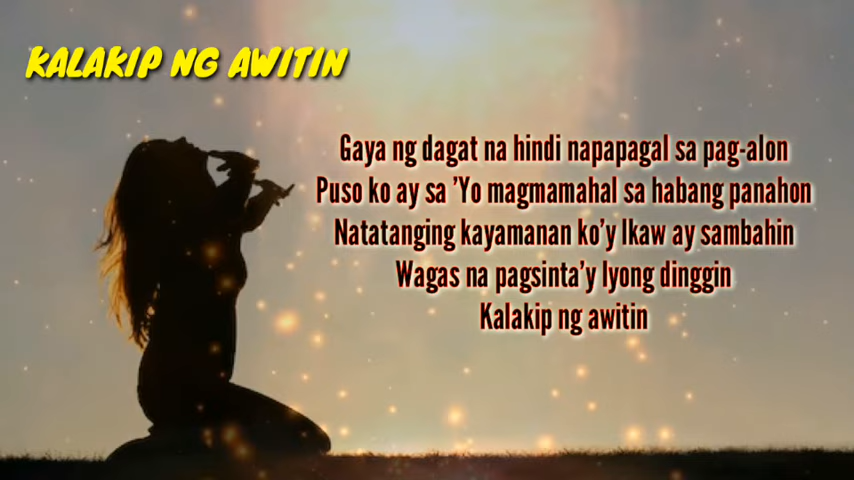 KALAKIP NG AWITIN
Gaya ng dagat na hindi napapagal sa pag-alon
Puso ko ay sa 'Yo magmamahal sa habang panahon
Natatanging kayamanan ko'y Ikaw ay sambahin
Wagas na pagsinta'y Iyong dinggin
Kalakip ng awitin